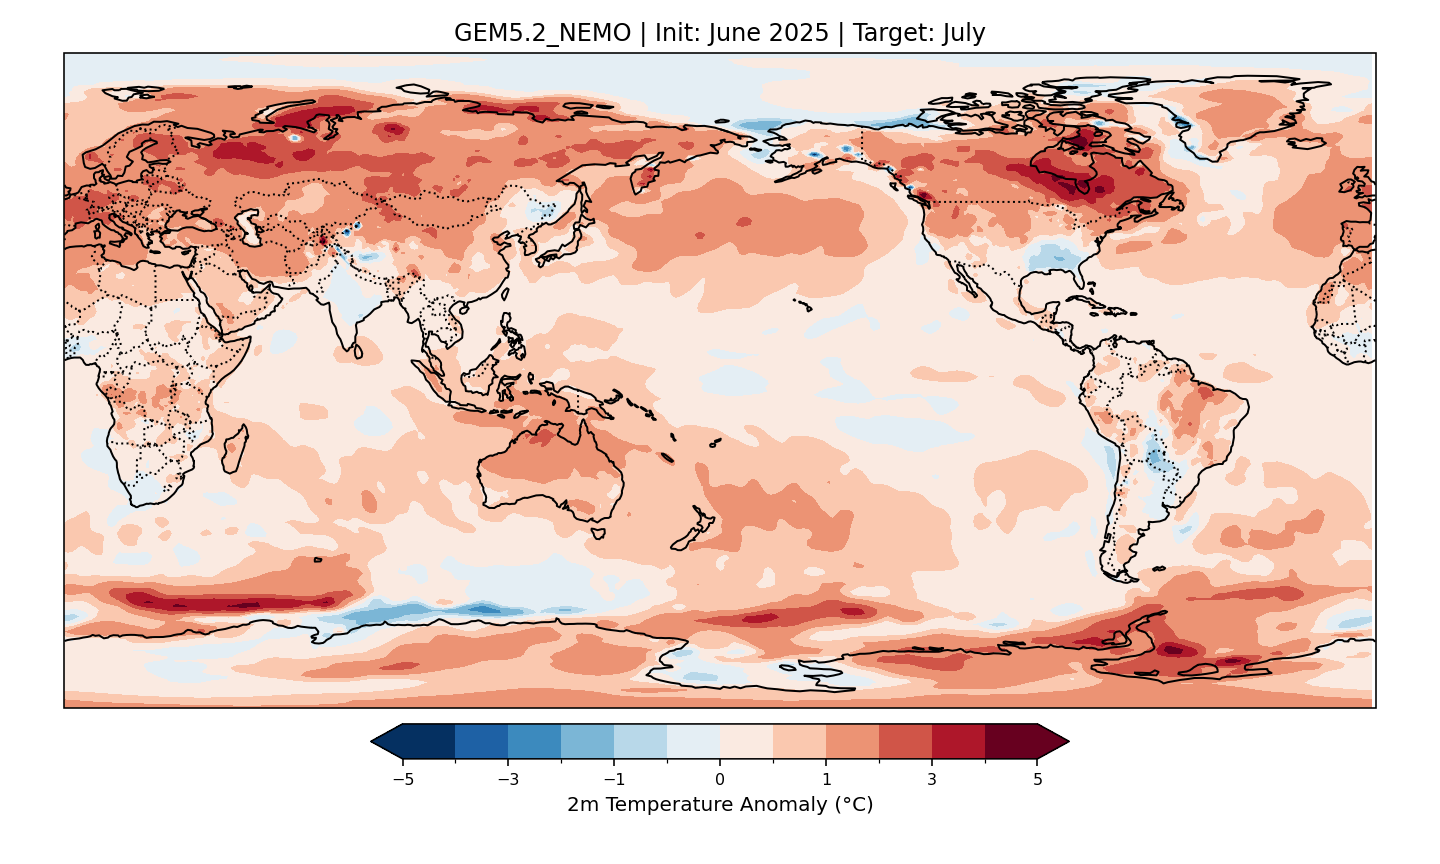 GEM5.2_NEMO | Init: June 2025 | Target: July
−5 −3 −1 0 1 3 5
2m Temperature Anomaly (°C)